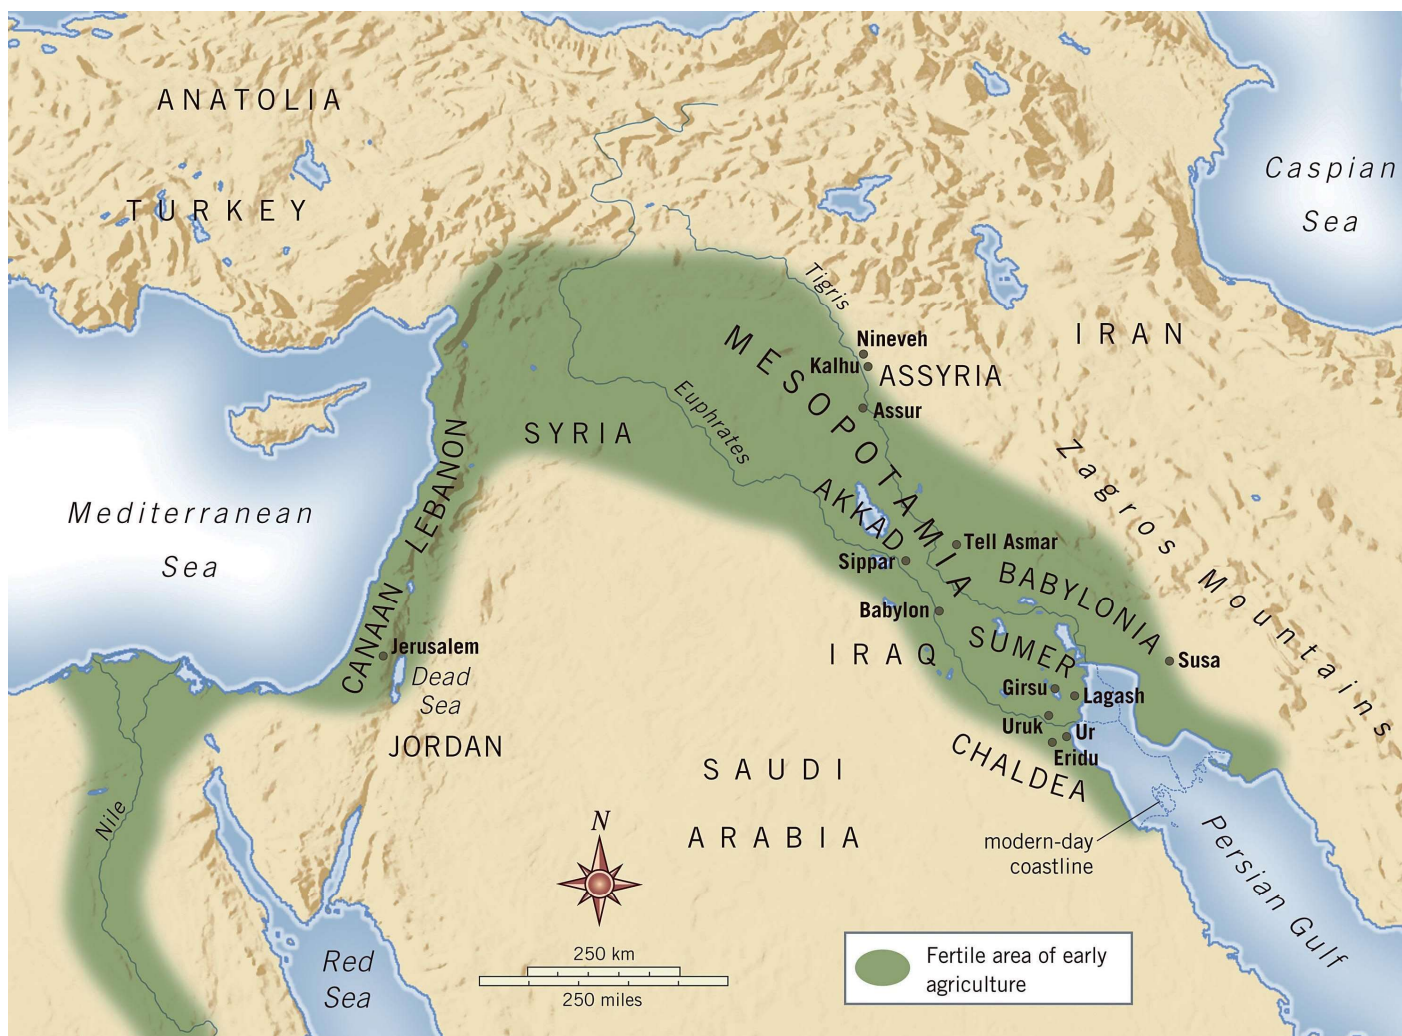 ANATOLIA
TURKEY
Caspian
Sea
Tigris
IRAN
Nineveh
Kalhu
ASSYRIA
MESOPOTAMIA
Assur
Euphrates
SYRIA
LEBANON
Zagros Mountains
Mediterranean
Sea
AKKAD
Tell Asmar
Sippar
BABYLONIA
Babylon
CANAAN
Jerusalem
Dead
Sea
IRAQ
SUMER
Susa
Girsu
Lagash
Uruk
Ur
Eridu
JORDAN
CHALDEA
SAUDI
ARABIA
Nile
modern-day
coastline
Persian Gulf
N
Red
Sea
250 km
250 miles
Fertile area of early
agriculture